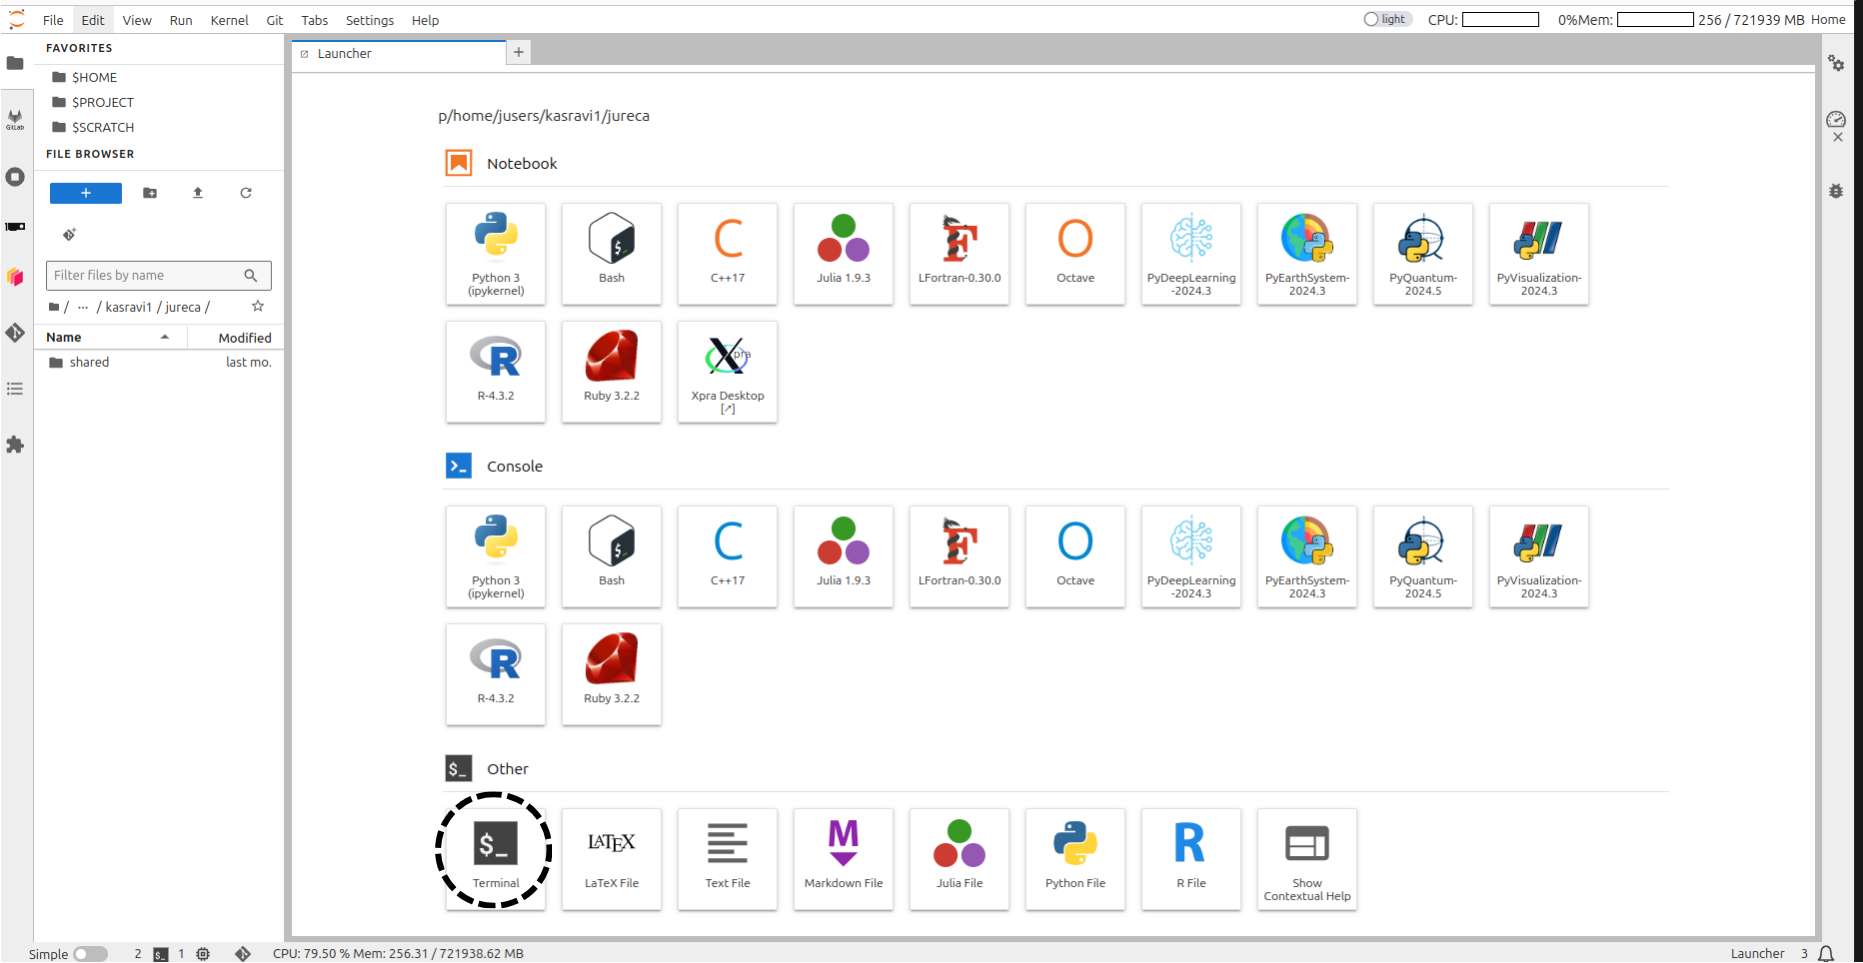 File Edit View Run Kernel Git Tabs Settings Help light CPU: 0% Mem: 256 / 721939 MB Home
FAVORITES
$HOME
$PROJECT
$SCRATCH
FILE BROWSER
+
Filter files by name
/ ··· / kasravi1 / jureca /
Name Modified
shared last mo.
GitLab
Launcher +
p/home/jusers/kasravi1/jureca
Notebook
Python 3
(ipykernel)
$_
Bash
C
C++17
Julia 1.9.3
F
LFortran-0.30.0
O
Octave
PyDeepLearning
-2024.3
PyEarthSystem-
2024.3
PyQuantum-
2024.5
PyVisualization-
2024.3
R
R-4.3.2
Ruby 3.2.2
Xpra
Xpra Desktop
[↗]
>_ Console
Python 3
(ipykernel)
$_
Bash
C
C++17
Julia 1.9.3
F
LFortran-0.30.0
O
Octave
PyDeepLearning
-2024.3
PyEarthSystem-
2024.3
PyQuantum-
2024.5
PyVisualization-
2024.3
R
R-4.3.2
Ruby 3.2.2
$_ Other
$_
Terminal
LATEX
LaTeX File
Text File
M
Markdown File
Julia File
Python File
R
R File
Show
Contextual Help
Simple 2 $_ 1 CPU: 79.50 % Mem: 256.31 / 721938.62 MB Launcher 3